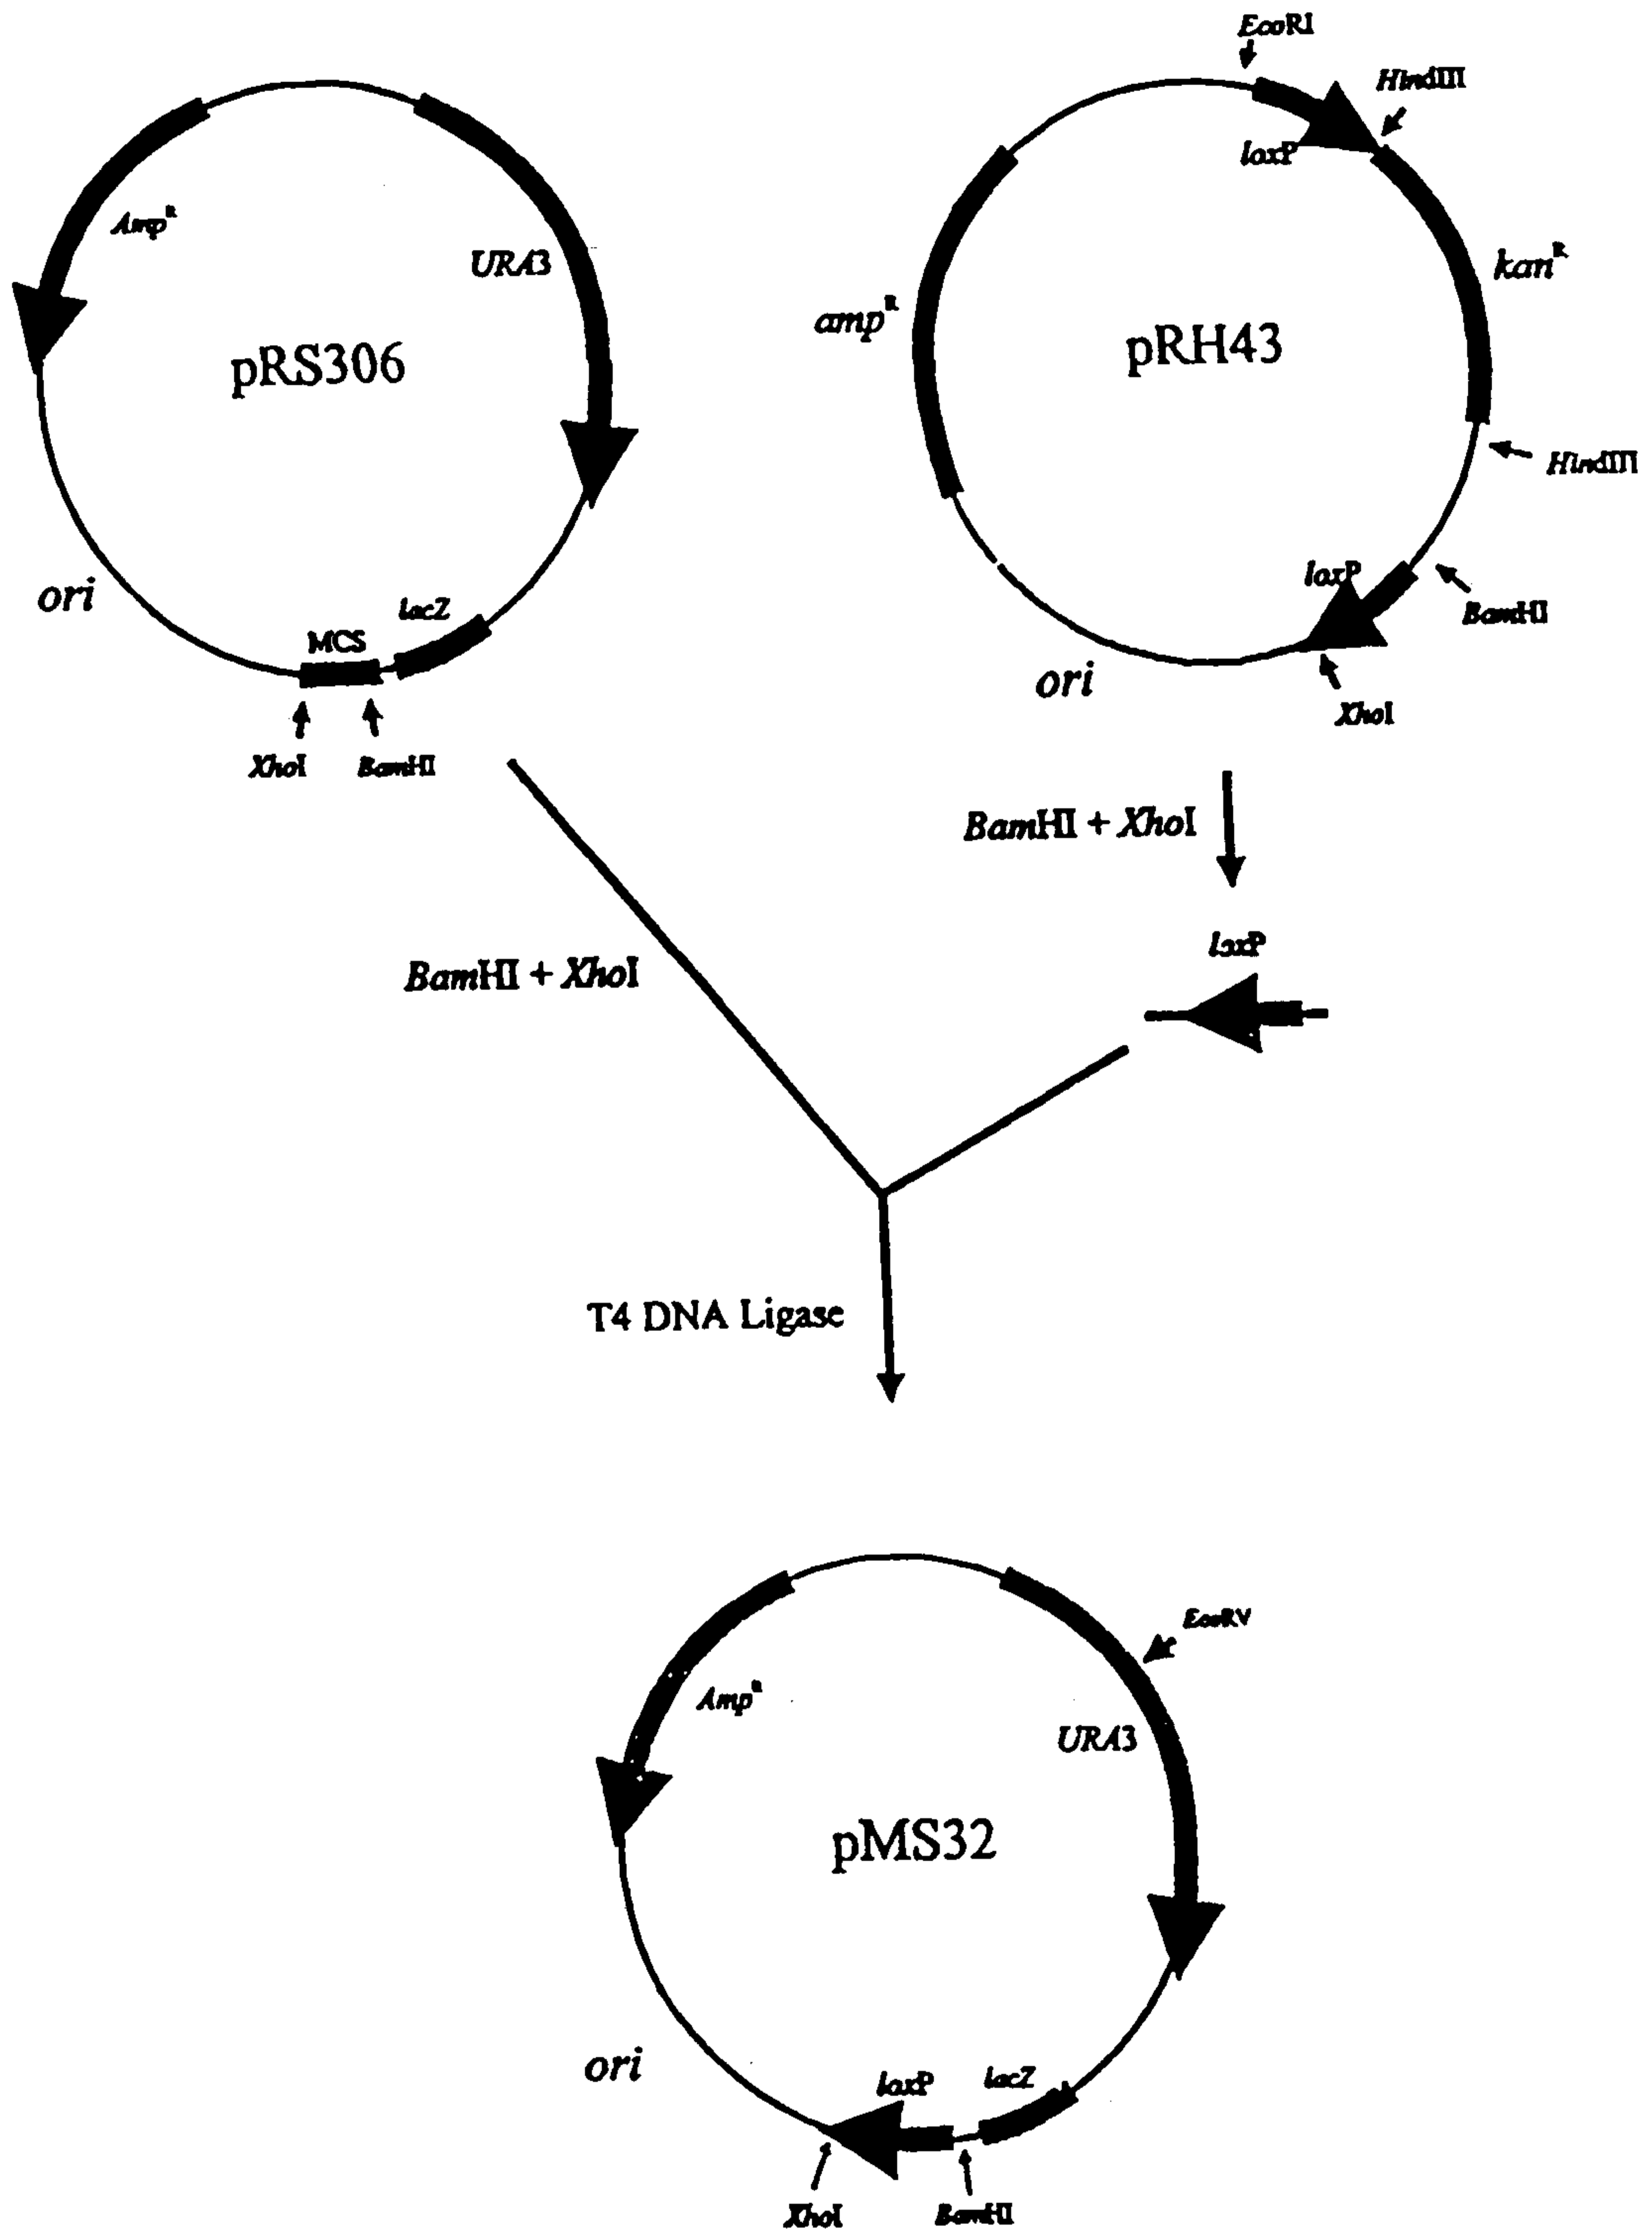 EcoRI
HindIII
loxP
Amp^R
URA3
kan^R
amp^R
pRS306
pRH43
HindIII
loxP
BamHI
ori
lacZ
MCS
ori
XhoI
XhoI BamHI
BamHI + XhoI
loxP
BamHI + XhoI
T4 DNA Ligase
EcoRV
Amp^R
URA3
pMS32
ori
loxP lacZ
XhoI BamHI